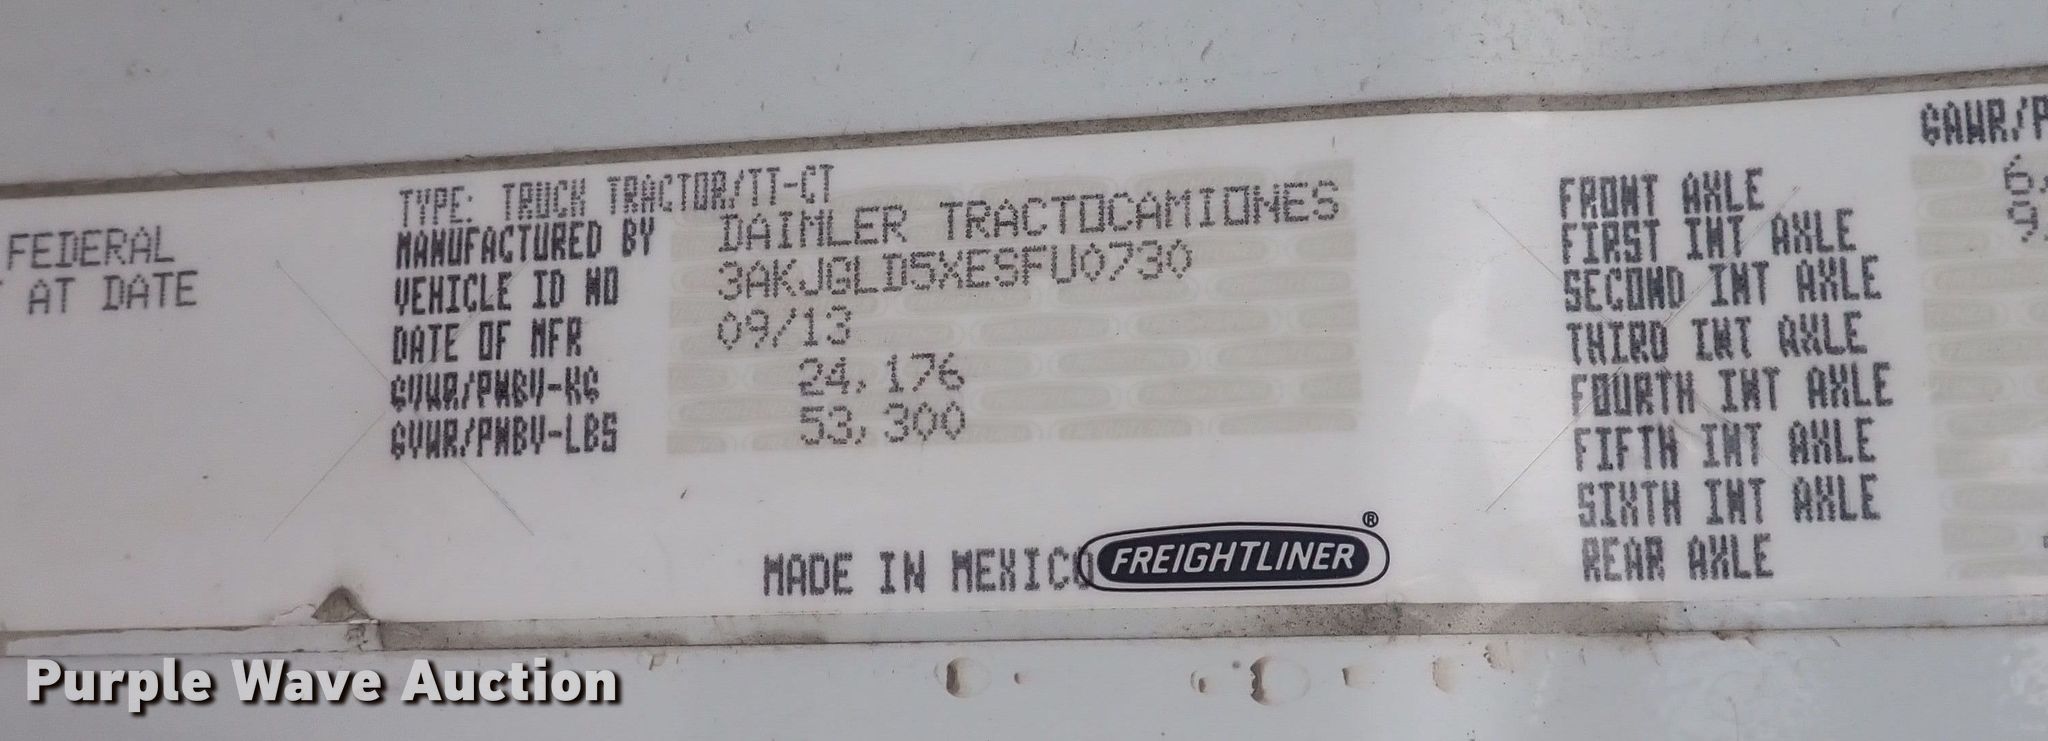 FEDERAL
AT DATE
TYPE: TRUCK TRACTOR/TT-CT
MANUFACTURED BY DAIMLER TRACTOCAMIONES
VEHICLE ID NO 3AKJGLD5XESFU0730
DATE OF MFR 09/13
GVWR/PNBV-KG 24,176
GVWR/PNBV-LBS 53,300
MADE IN MEXICO
FREIGHTLINER®
GAWR/P
FRONT AXLE 6,
FIRST INT AXLE 9,
SECOND INT AXLE
THIRD INT AXLE
FOURTH INT AXLE
FIFTH INT AXLE
SIXTH INT AXLE
REAR AXLE
Purple Wave Auction